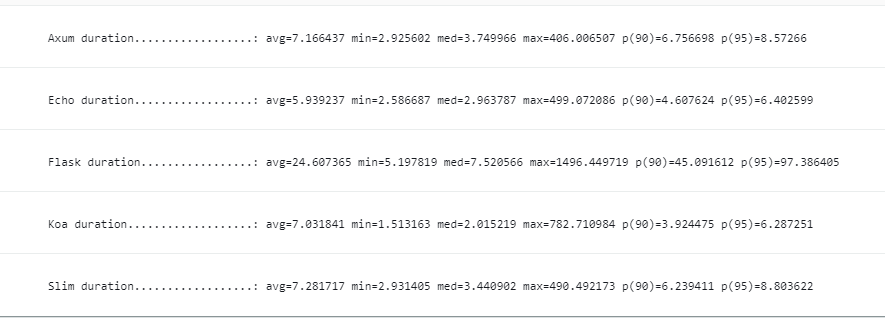 Axum duration..................: avg=7.166437 min=2.925602 med=3.749966 max=406.006507 p(90)=6.756698 p(95)=8.57266
Echo duration..................: avg=5.939237 min=2.586687 med=2.963787 max=499.072086 p(90)=4.607624 p(95)=6.402599
Flask duration.................: avg=24.607365 min=5.197819 med=7.520566 max=1496.449719 p(90)=45.091612 p(95)=97.386405
Koa duration...................: avg=7.031841 min=1.513163 med=2.015219 max=782.710984 p(90)=3.924475 p(95)=6.287251
Slim duration..................: avg=7.281717 min=2.931405 med=3.440902 max=490.492173 p(90)=6.239411 p(95)=8.803622